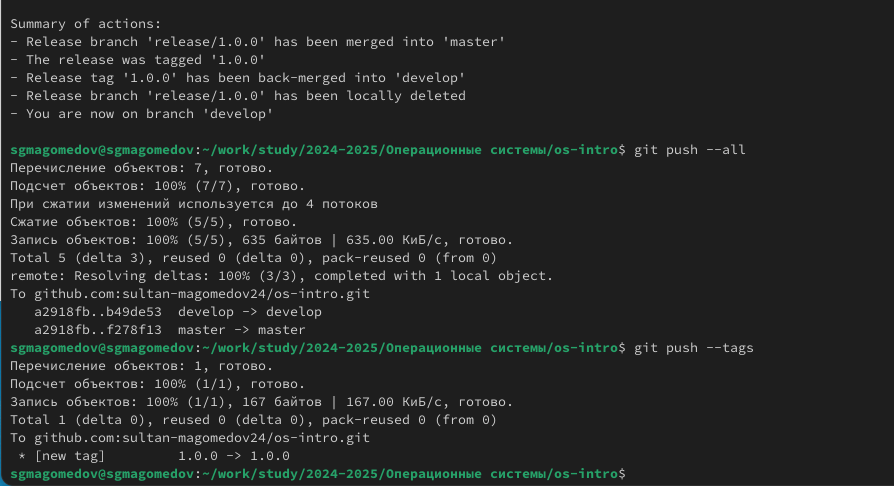 Summary of actions:
- Release branch 'release/1.0.0' has been merged into 'master'
- The release was tagged '1.0.0'
- Release tag '1.0.0' has been back-merged into 'develop'
- Release branch 'release/1.0.0' has been locally deleted
- You are now on branch 'develop'

sgmagomedov@sgmagomedov:~/work/study/2024-2025/Операционные системы/os-intro$ git push --all
Перечисление объектов: 7, готово.
Подсчет объектов: 100% (7/7), готово.
При сжатии изменений используется до 4 потоков
Сжатие объектов: 100% (5/5), готово.
Запись объектов: 100% (5/5), 635 байтов | 635.00 КиБ/с, готово.
Total 5 (delta 3), reused 0 (delta 0), pack-reused 0 (from 0)
remote: Resolving deltas: 100% (3/3), completed with 1 local object.
To github.com:sultan-magomedov24/os-intro.git
   a2918fb..b49de53  develop -> develop
   a2918fb..f278f13  master -> master
sgmagomedov@sgmagomedov:~/work/study/2024-2025/Операционные системы/os-intro$ git push --tags
Перечисление объектов: 1, готово.
Подсчет объектов: 100% (1/1), готово.
Запись объектов: 100% (1/1), 167 байтов | 167.00 КиБ/с, готово.
Total 1 (delta 0), reused 0 (delta 0), pack-reused 0 (from 0)
To github.com:sultan-magomedov24/os-intro.git
 * [new tag]         1.0.0 -> 1.0.0
sgmagomedov@sgmagomedov:~/work/study/2024-2025/Операционные системы/os-intro$